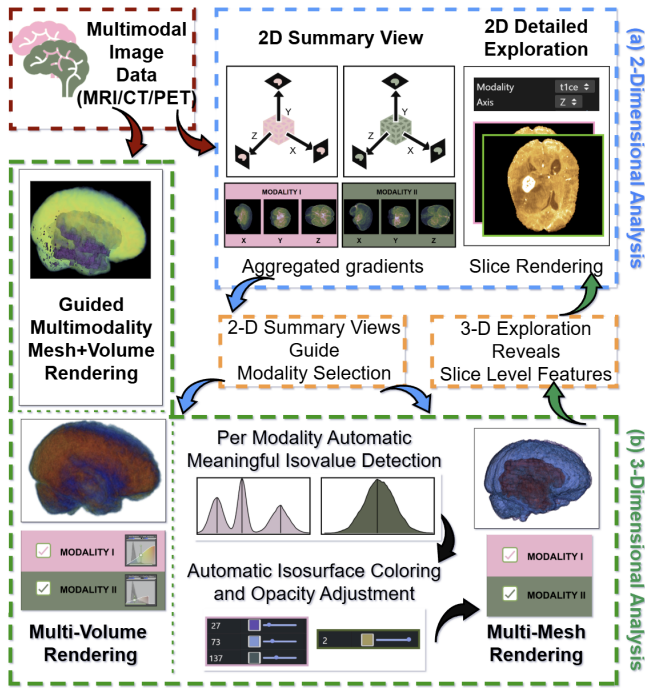 Multimodal
Image
Data
(MRI/CT/PET)
2D Summary View
2D Detailed
Exploration
(a) 2-Dimensional Analysis
Y
Z
X
Y
Z
X
Modality t1ce
Axis Z
MODALITY I
X Y Z
MODALITY II
X Y Z
Aggregated gradients
Slice Rendering
Guided
Multimodality
Mesh+Volume
Rendering
2-D Summary Views
Guide
Modality Selection
3-D Exploration
Reveals
Slice Level Features
(b) 3-Dimensional Analysis
Per Modality Automatic
Meaningful Isovalue Detection
MODALITY I
MODALITY II
Multi-Volume
Rendering
Automatic Isosurface Coloring
and Opacity Adjustment
27
73
137
2
MODALITY I
MODALITY II
Multi-Mesh
Rendering